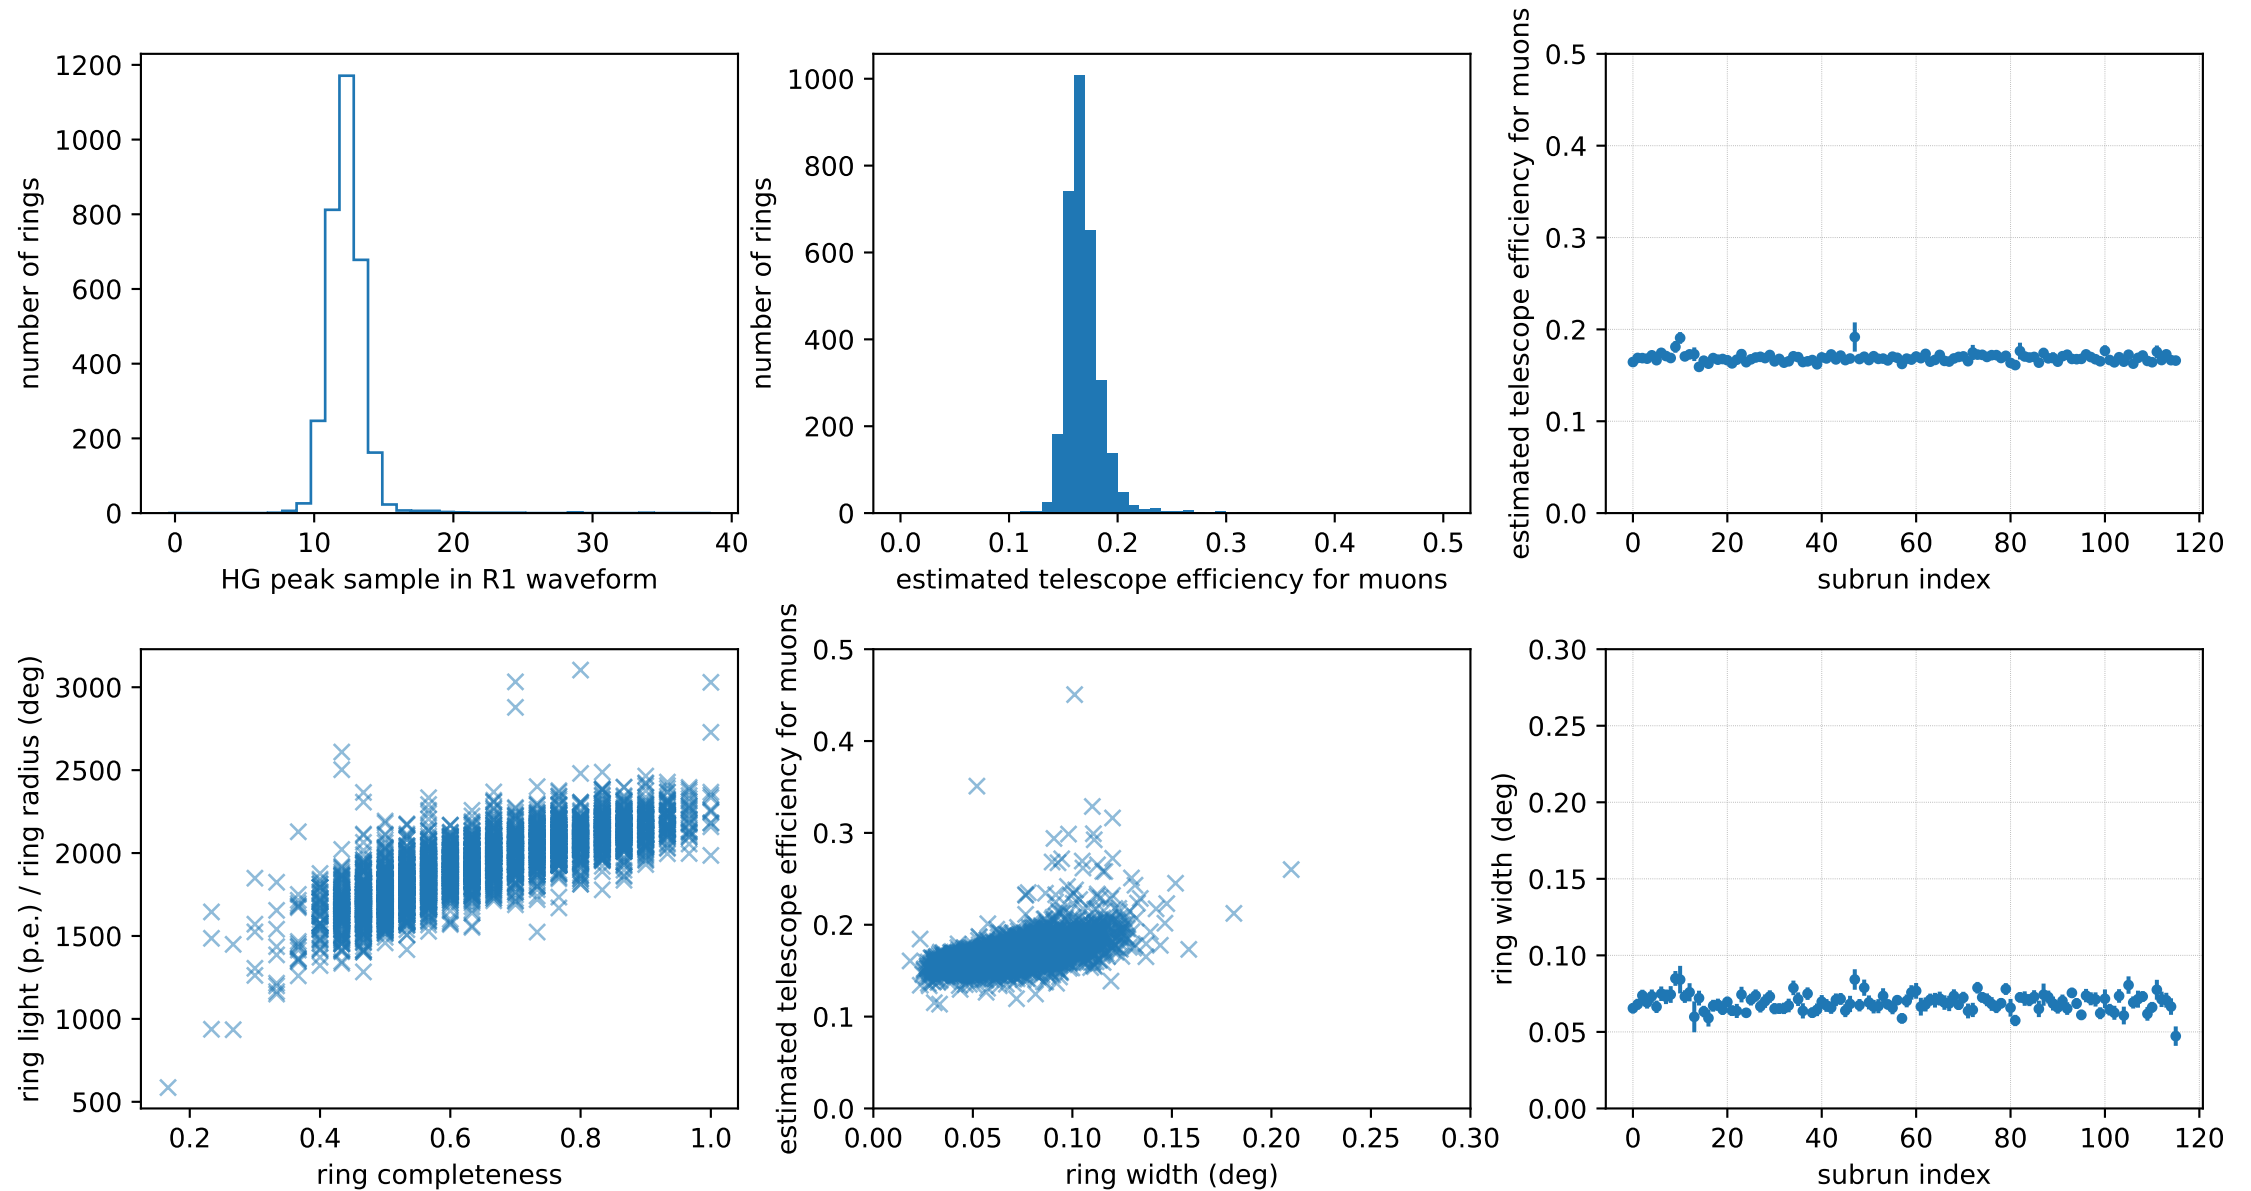 number of rings
1200
1000
800
600
400
200
0
0 10 20 30 40
HG peak sample in R1 waveform
number of rings
1000
800
600
400
200
0
0.0 0.1 0.2 0.3 0.4 0.5
estimated telescope efficiency for muons
estimated telescope efficiency for muons
0.5
0.4
0.3
0.2
0.1
0.0
0 20 40 60 80 100 120
subrun index
ring light (p.e.) / ring radius (deg)
3000
2500
2000
1500
1000
500
0.2 0.4 0.6 0.8 1.0
ring completeness
estimated telescope efficiency for muons
0.5
0.4
0.3
0.2
0.1
0.0
0.00 0.05 0.10 0.15 0.20 0.25 0.30
ring width (deg)
ring width (deg)
0.30
0.25
0.20
0.15
0.10
0.05
0.00
0 20 40 60 80 100 120
subrun index